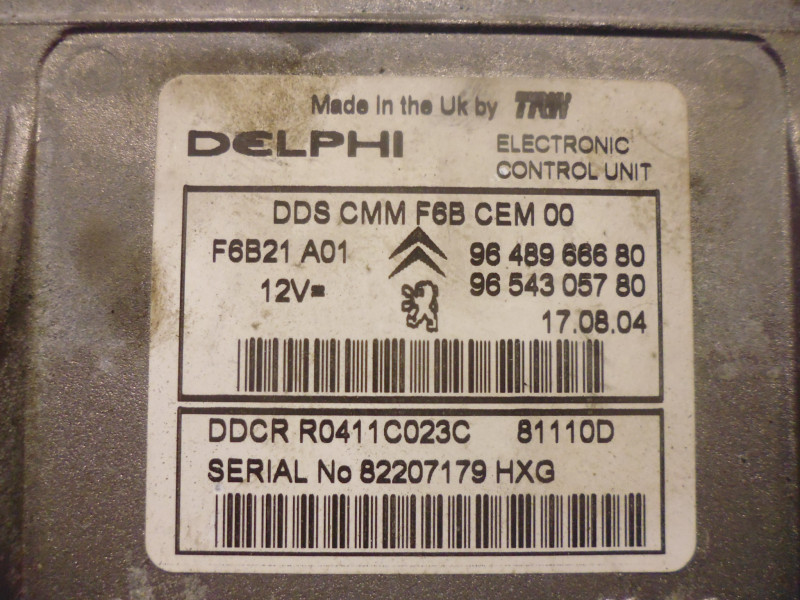 Made In the Uk by TRW
DELPHI
ELECTRONIC
CONTROL UNIT
DDS CMM F6B CEM 00
F6B21 A01 96 489 666 80
12V= 96 543 057 80
17.08.04
DDCR R0411C023C 81110D
SERIAL No 82207179 HXG